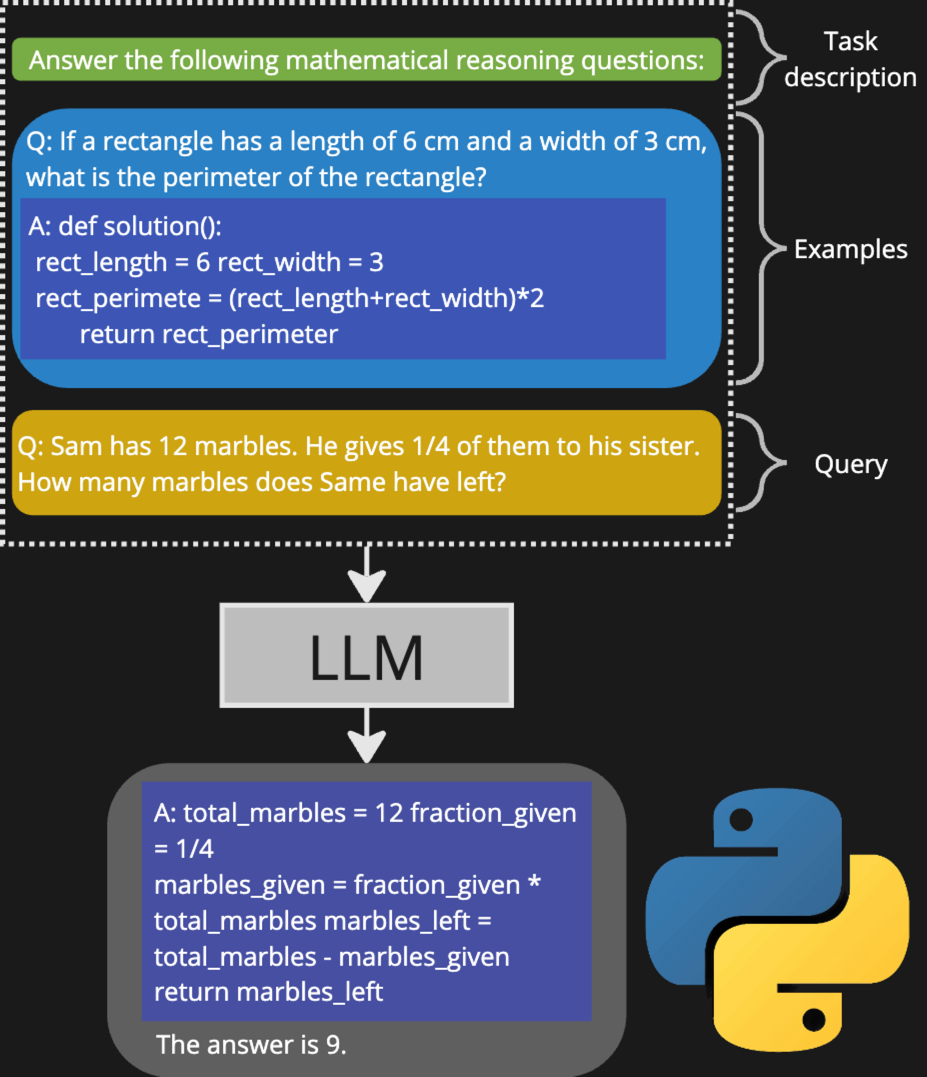 Answer the following mathematical reasoning questions:
Task
description
Q: If a rectangle has a length of 6 cm and a width of 3 cm,
what is the perimeter of the rectangle?
A: def solution():
rect_length = 6 rect_width = 3
rect_perimete = (rect_length+rect_width)*2
return rect_perimeter
Examples
Q: Sam has 12 marbles. He gives 1/4 of them to his sister.
How many marbles does Same have left?
Query
LLM
A: total_marbles = 12 fraction_given
= 1/4
marbles_given = fraction_given *
total_marbles marbles_left =
total_marbles - marbles_given
return marbles_left
The answer is 9.